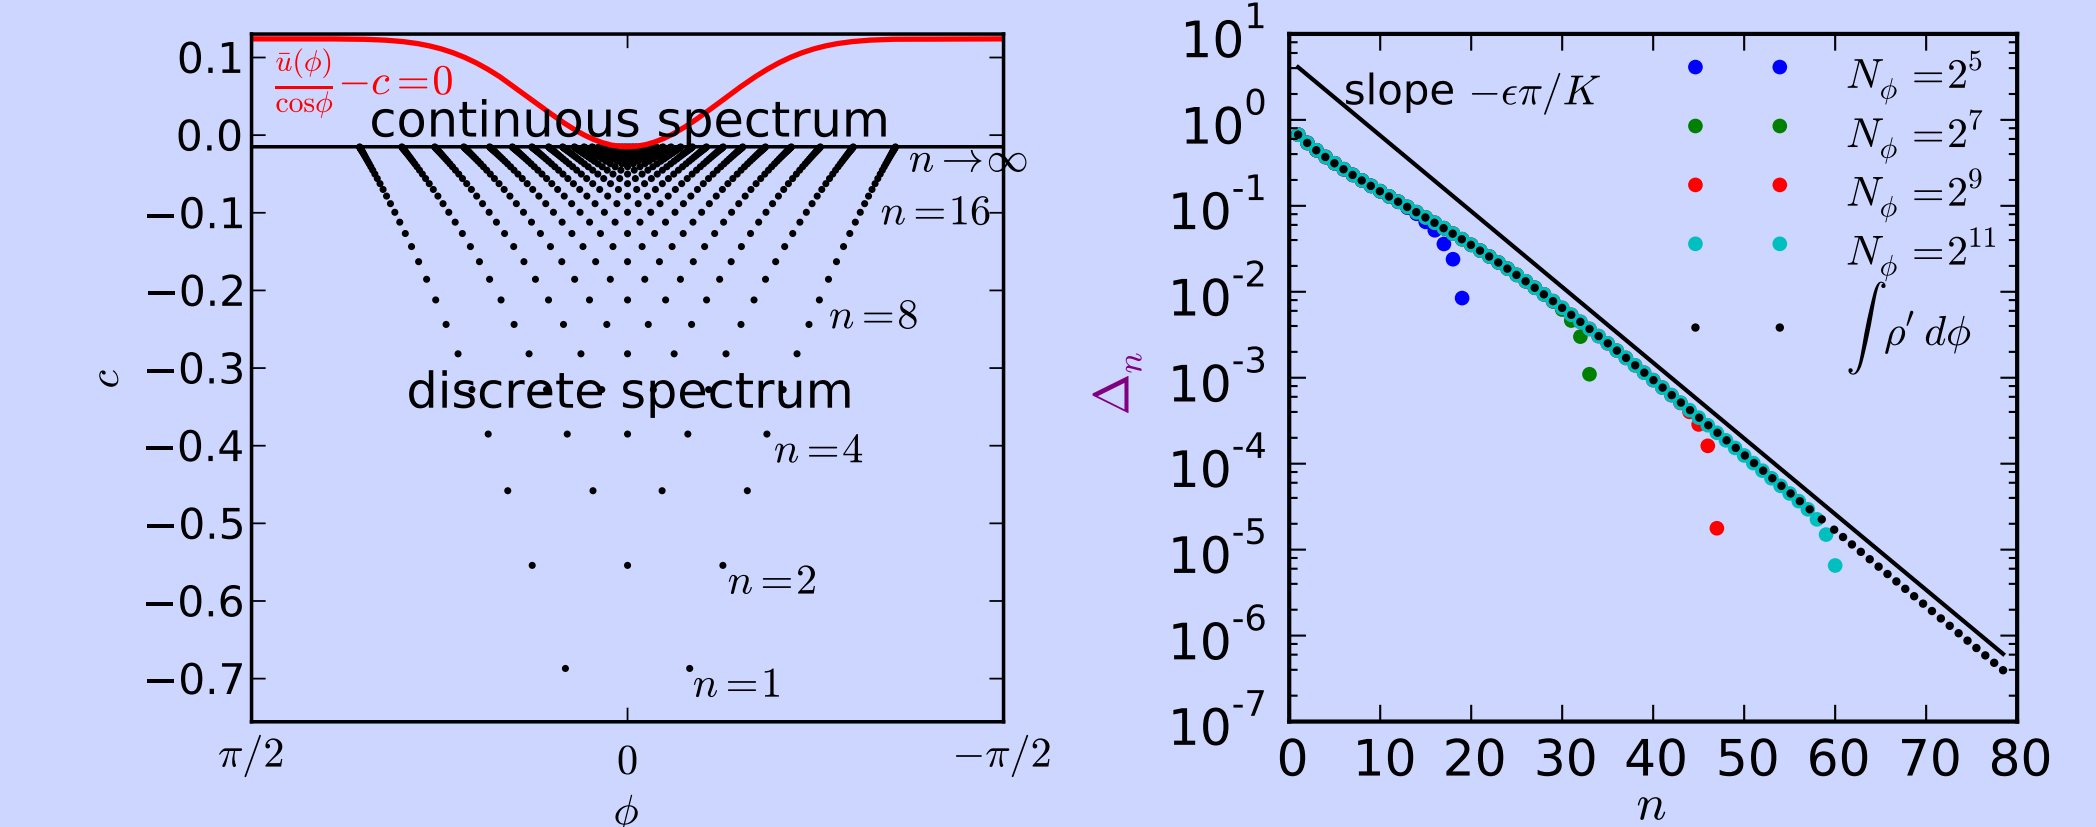 0.1
0.0
−0.1
−0.2
−0.3
−0.4
−0.5
−0.6
−0.7
c
ū(ϕ)/cosϕ −c=0
continuous spectrum
n→∞
n=16
n=8
discrete spectrum
n=4
n=2
n=1
π/2 0 −π/2
ϕ
10^1
10^0
10^-1
10^-2
10^-3
10^-4
10^-5
10^-6
10^-7
Δ_n
slope −ϵπ/K
N_ϕ =2^5
N_ϕ =2^7
N_ϕ =2^9
N_ϕ =2^11
∫ρ′ dϕ
0 10 20 30 40 50 60 70 80
n